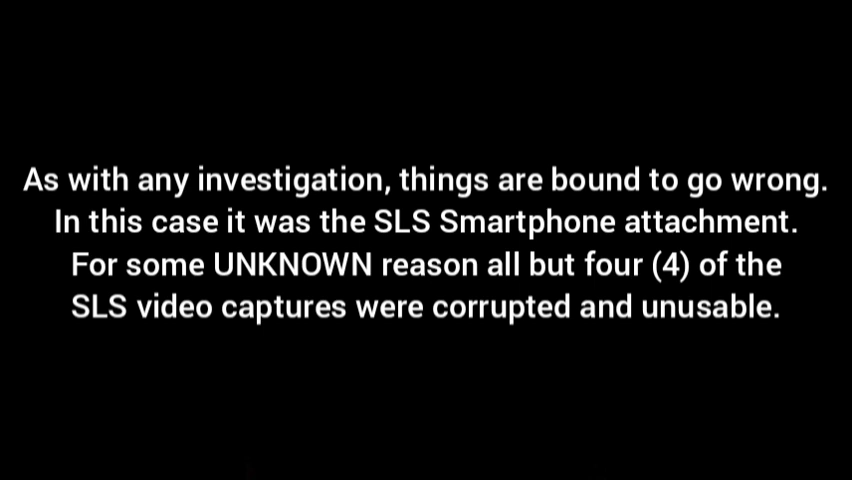 As with any investigation, things are bound to go wrong.
In this case it was the SLS Smartphone attachment.
For some UNKNOWN reason all but four (4) of the
SLS video captures were corrupted and unusable.